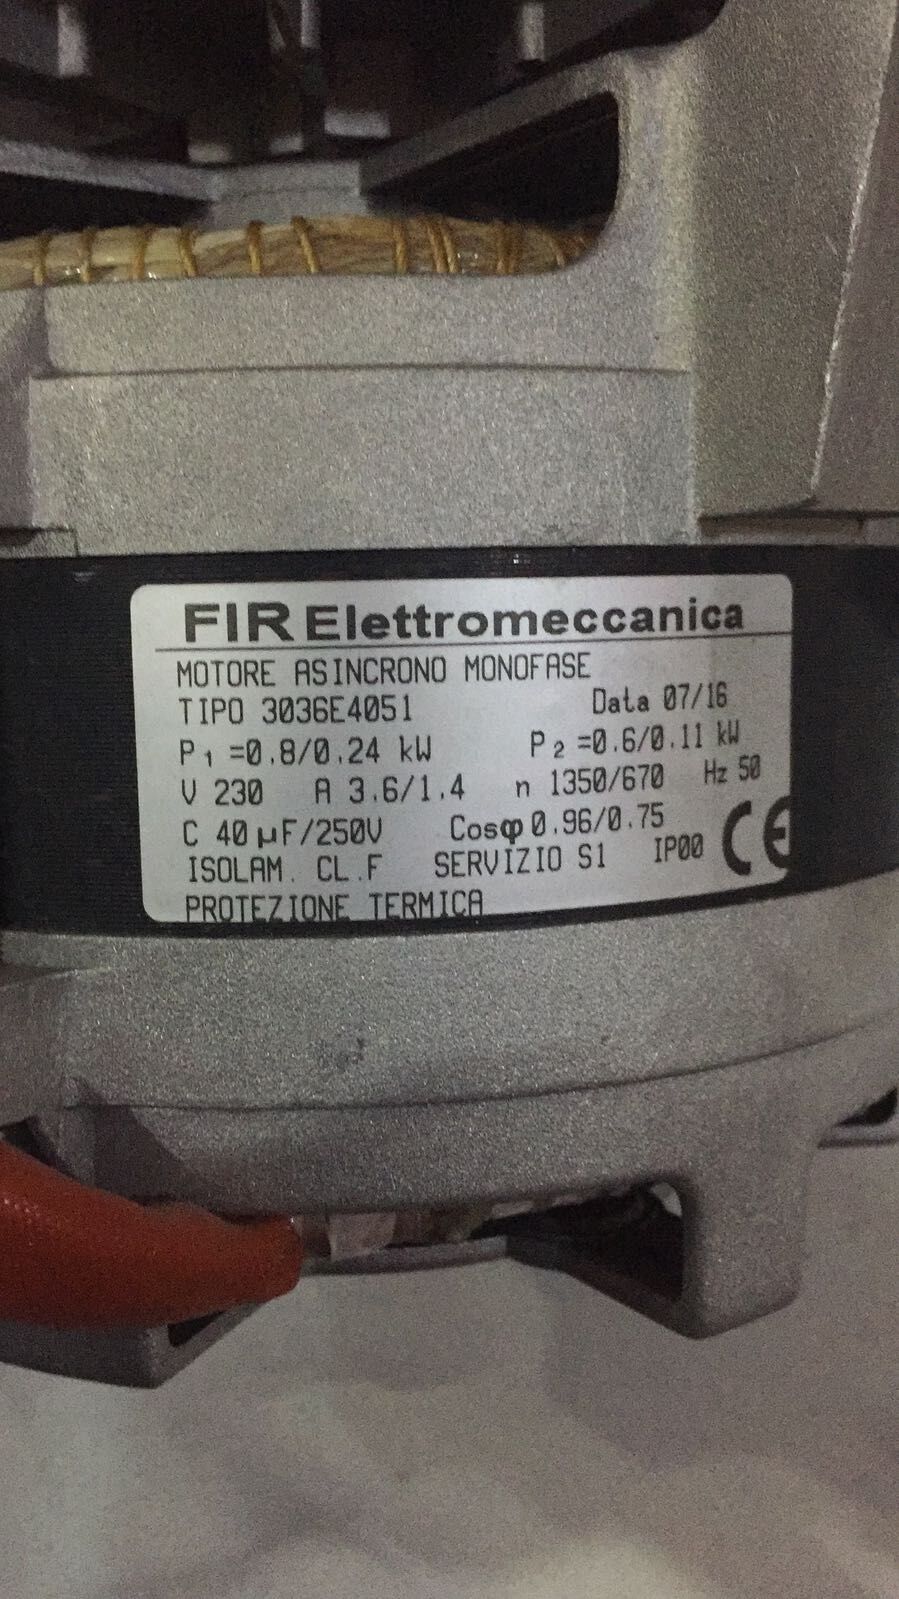 FIR Elettromeccanica
MOTORE ASINCRONO MONOFASE
TIPO 3036E4051 Data 07/16
P1 =0.8/0.24 kW P2 =0.6/0.11 kW
V 230 A 3.6/1.4 n 1350/670 Hz 50
C 40 µF/250V Cosφ 0.96/0.75
ISOLAM. CL.F SERVIZIO S1 IP00 CE
PROTEZIONE TERMICA